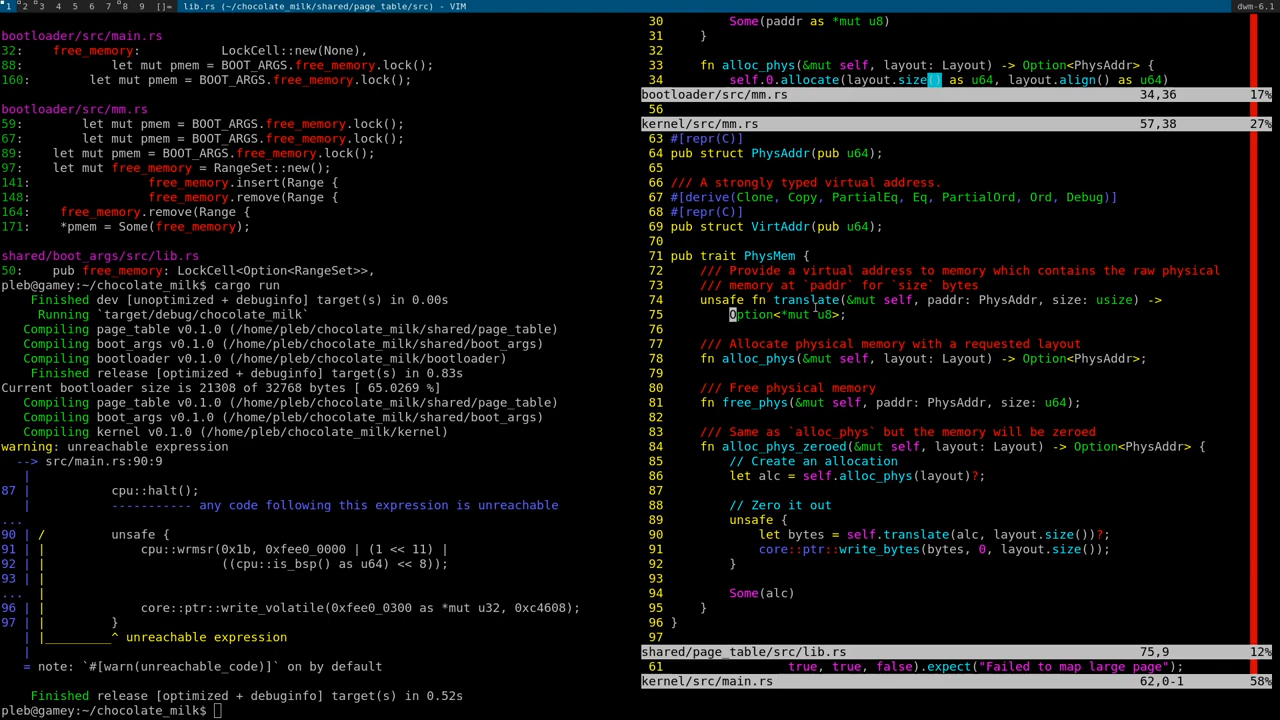 1 2 3 4 5 6 7 8 9 []= lib.rs (~/chocolate_milk/shared/page_table/src) - VIM dwm-6.1
bootloader/src/main.rs
32:    free_memory:           LockCell::new(None),
88:            let mut pmem = BOOT_ARGS.free_memory.lock();
160:        let mut pmem = BOOT_ARGS.free_memory.lock();
bootloader/src/mm.rs
59:        let mut pmem = BOOT_ARGS.free_memory.lock();
67:        let mut pmem = BOOT_ARGS.free_memory.lock();
89:    let mut pmem = BOOT_ARGS.free_memory.lock();
97:    let mut free_memory = RangeSet::new();
141:                free_memory.insert(Range {
148:                free_memory.remove(Range {
164:    free_memory.remove(Range {
171:    *pmem = Some(free_memory);
shared/boot_args/src/lib.rs
50:    pub free_memory: LockCell<Option<RangeSet>>,
pleb@gamey:~/chocolate_milk$ cargo run
    Finished dev [unoptimized + debuginfo] target(s) in 0.00s
     Running `target/debug/chocolate_milk`
   Compiling page_table v0.1.0 (/home/pleb/chocolate_milk/shared/page_table)
   Compiling boot_args v0.1.0 (/home/pleb/chocolate_milk/shared/boot_args)
   Compiling bootloader v0.1.0 (/home/pleb/chocolate_milk/bootloader)
    Finished release [optimized + debuginfo] target(s) in 0.83s
Current bootloader size is 21308 of 32768 bytes [ 65.0269 %]
   Compiling page_table v0.1.0 (/home/pleb/chocolate_milk/shared/page_table)
   Compiling boot_args v0.1.0 (/home/pleb/chocolate_milk/shared/boot_args)
   Compiling kernel v0.1.0 (/home/pleb/chocolate_milk/kernel)
warning: unreachable expression
  --> src/main.rs:90:9
   |
87 |           cpu::halt();
   |           ----------- any code following this expression is unreachable
...
90 | /         unsafe {
91 | |             cpu::wrmsr(0x1b, 0xfee0_0000 | (1 << 11) |
92 | |                        ((cpu::is_bsp() as u64) << 8));
93 | |
... |
96 | |             core::ptr::write_volatile(0xfee0_0300 as *mut u32, 0xc4608);
97 | |         }
   | |_________^ unreachable expression
   |
   = note: `#[warn(unreachable_code)]` on by default
    Finished release [optimized + debuginfo] target(s) in 0.52s
pleb@gamey:~/chocolate_milk$
30         Some(paddr as *mut u8)
31     }
32
33     fn alloc_phys(&mut self, layout: Layout) -> Option<PhysAddr> {
34         self.0.allocate(layout.size() as u64, layout.align() as u64)
bootloader/src/mm.rs 34,36 17%
56
kernel/src/mm.rs 57,38 27%
63 #[repr(C)]
64 pub struct PhysAddr(pub u64);
65
66 /// A strongly typed virtual address.
67 #[derive(Clone, Copy, PartialEq, Eq, PartialOrd, Ord, Debug)]
68 #[repr(C)]
69 pub struct VirtAddr(pub u64);
70
71 pub trait PhysMem {
72     /// Provide a virtual address to memory which contains the raw physical
73     /// memory at `paddr` for `size` bytes
74     unsafe fn translate(&mut self, paddr: PhysAddr, size: usize) ->
75         Option<*mut u8>;
76
77     /// Allocate physical memory with a requested layout
78     fn alloc_phys(&mut self, layout: Layout) -> Option<PhysAddr>;
79
80     /// Free physical memory
81     fn free_phys(&mut self, paddr: PhysAddr, size: u64);
82
83     /// Same as `alloc_phys` but the memory will be zeroed
84     fn alloc_phys_zeroed(&mut self, layout: Layout) -> Option<PhysAddr> {
85         // Create an allocation
86         let alc = self.alloc_phys(layout)?;
87
88         // Zero it out
89         unsafe {
90             let bytes = self.translate(alc, layout.size())?;
91             core::ptr::write_bytes(bytes, 0, layout.size());
92         }
93
94         Some(alc)
95     }
96 }
97
shared/page_table/src/lib.rs 75,9 12%
61                 true, true, false).expect("Failed to map large page");
kernel/src/main.rs 62,0-1 58%